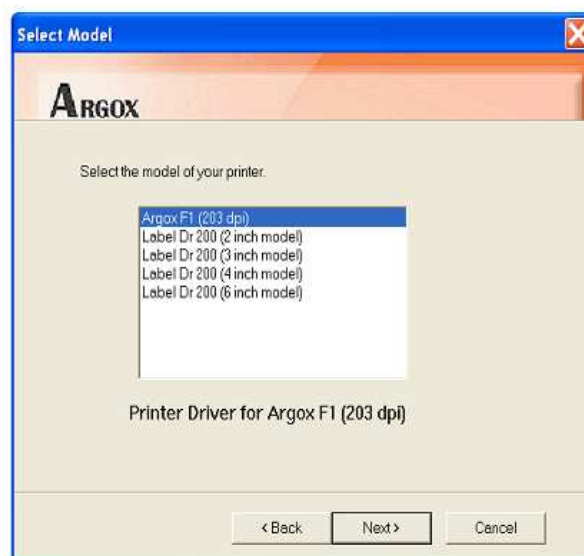 Select Model
ARGOX
Select the model of your printer.
Argox F1 (203 dpi)
Label Dr 200 (2 inch model)
Label Dr 200 (3 inch model)
Label Dr 200 (4 inch model)
Label Dr 200 (6 inch model)
Printer Driver for Argox F1 (203 dpi)
< Back Next > Cancel